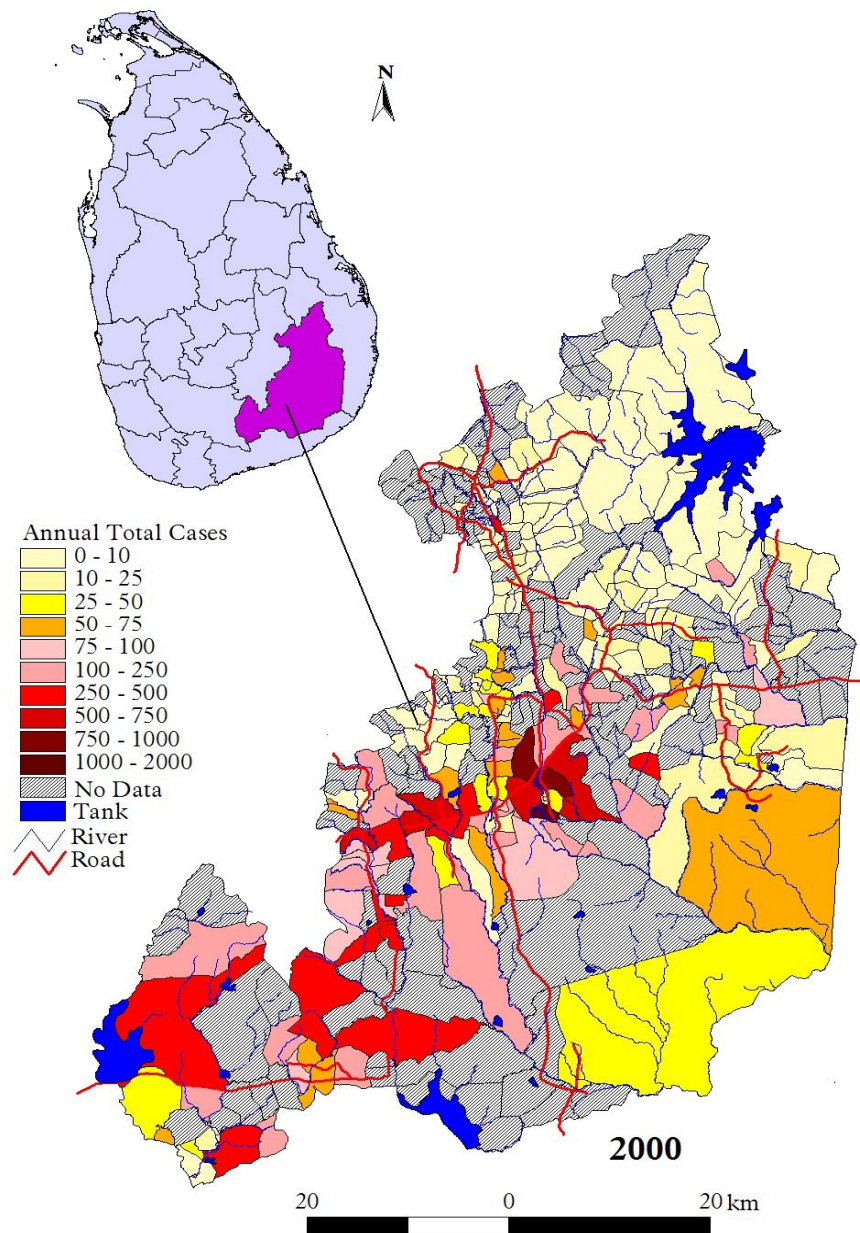 N
Annual Total Cases
0 - 10
10 - 25
25 - 50
50 - 75
75 - 100
100 - 250
250 - 500
500 - 750
750 - 1000
1000 - 2000
No Data
Tank
River
Road
2000
20 0 20 km